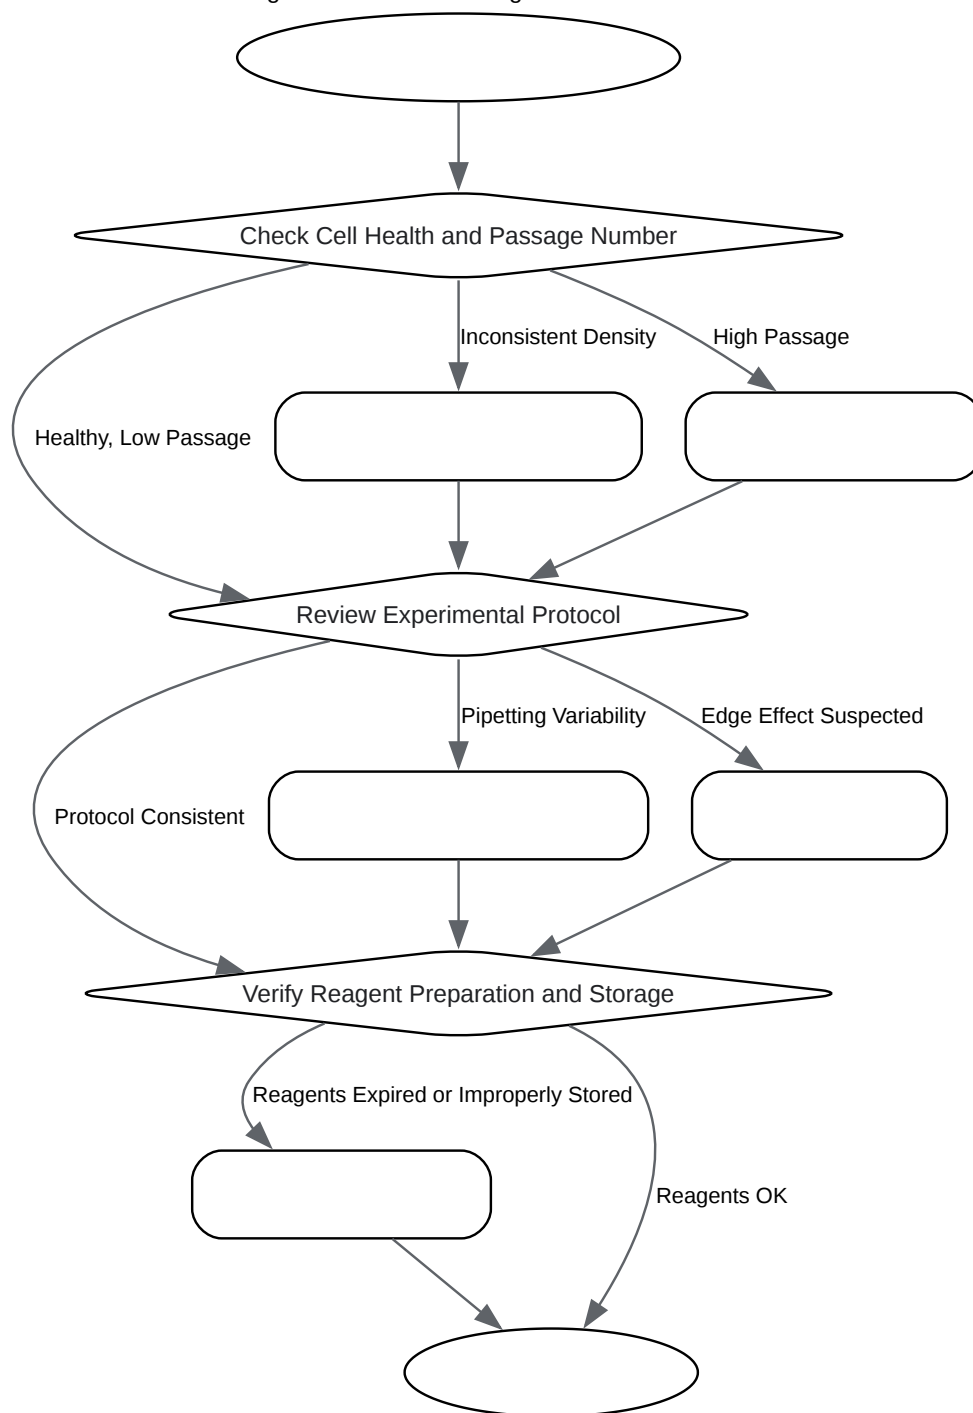 Check Cell Health and Passage Number
Inconsistent Density
High Passage
Healthy, Low Passage
Review Experimental Protocol
Pipetting Variability
Edge Effect Suspected
Protocol Consistent
Verify Reagent Preparation and Storage
Reagents Expired or Improperly Stored
Reagents OK